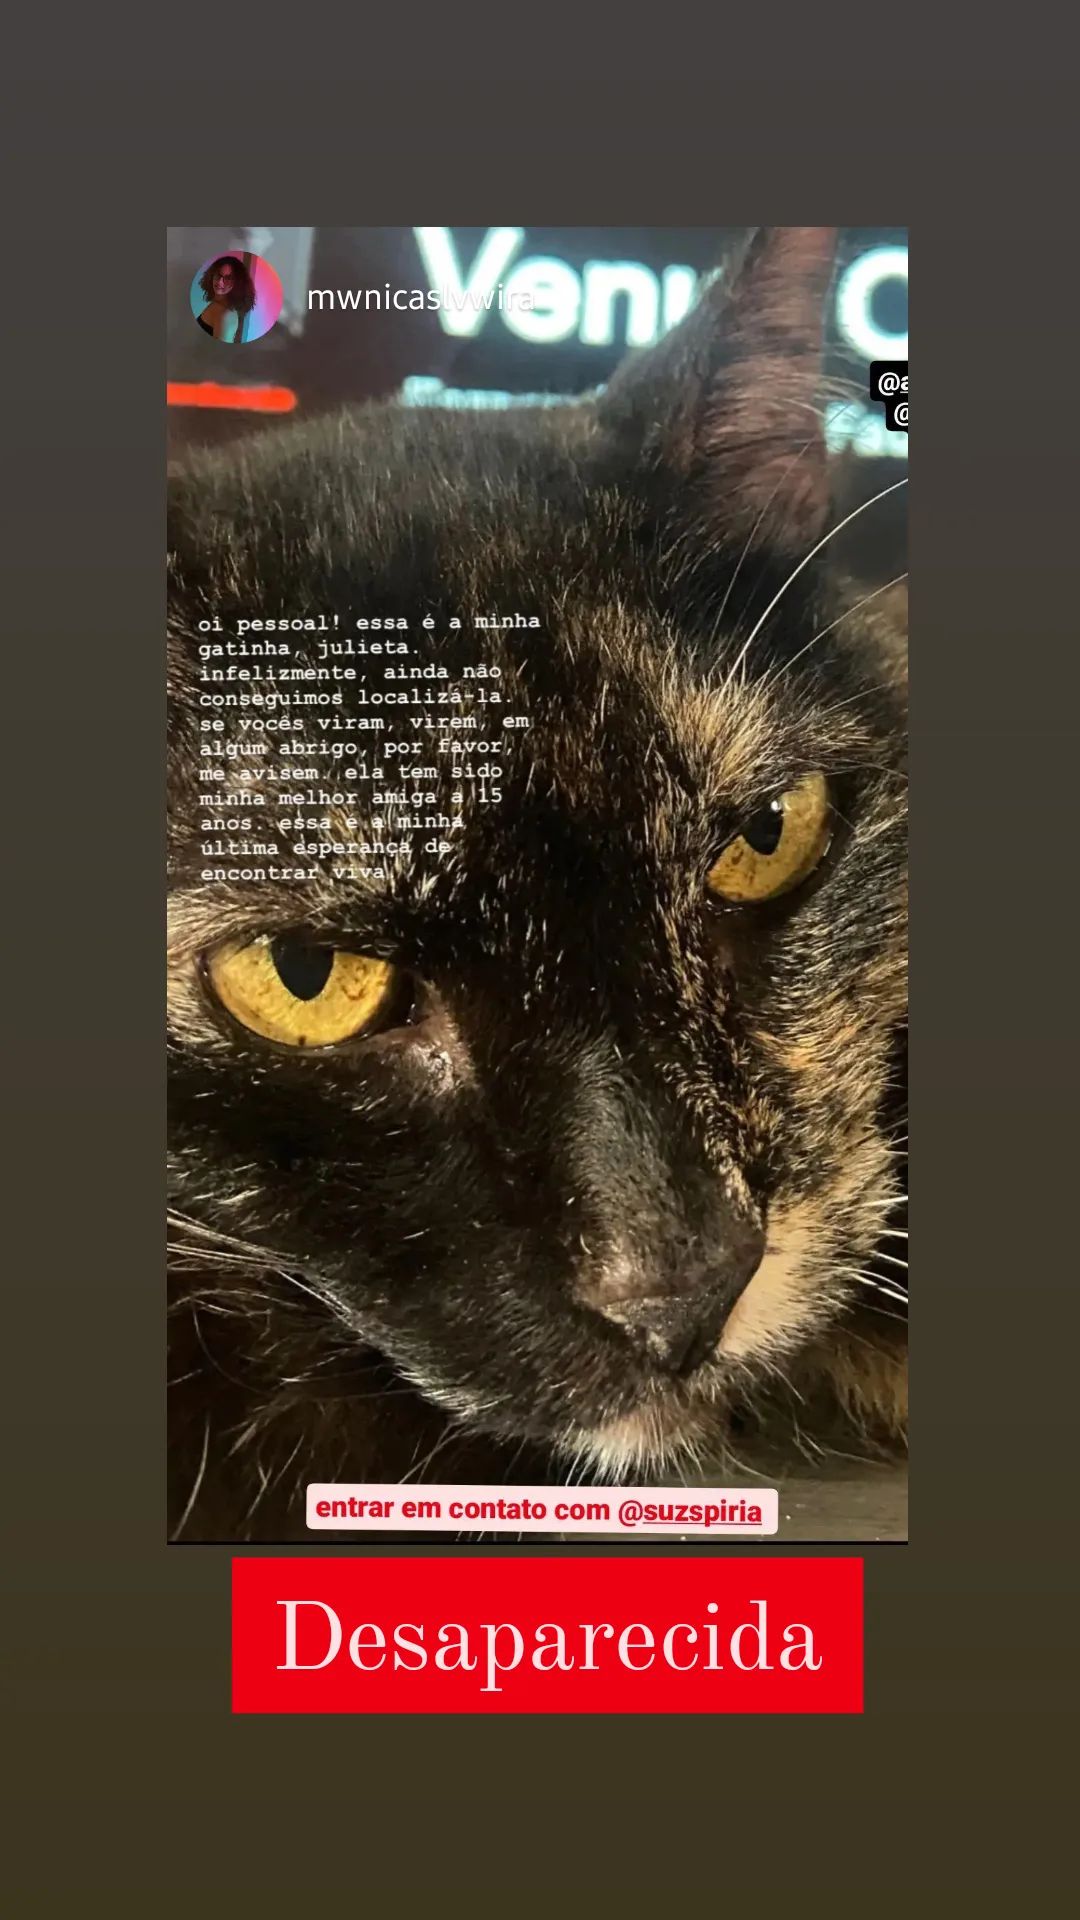 Venu
mwnicaslvwira
@a
@
oi pessoal! essa é a minha
gatinha, julieta.
infelizmente, ainda não
conseguimos localizá-la.
se vocês viram, virem, em
algum abrigo, por favor,
me avisem. ela tem sido
minha melhor amiga a 15
anos. essa é a minha
última esperança de
encontrar viva.
entrar em contato com @suzspiria
Desaparecida